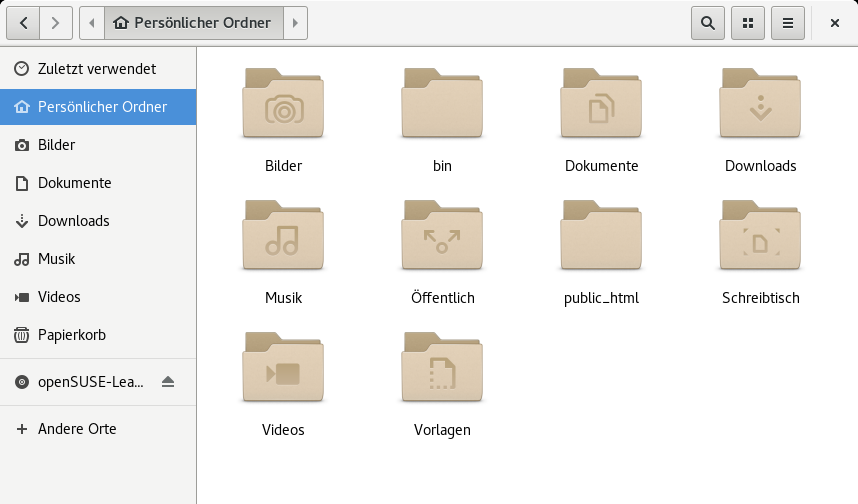 Persönlicher Ordner
Zuletzt verwendet
Persönlicher Ordner
Bilder
Dokumente
Downloads
Musik
Videos
Papierkorb
openSUSE-Lea...
Andere Orte
Bilder
bin
Dokumente
Downloads
Musik
Öffentlich
public_html
Schreibtisch
Videos
Vorlagen